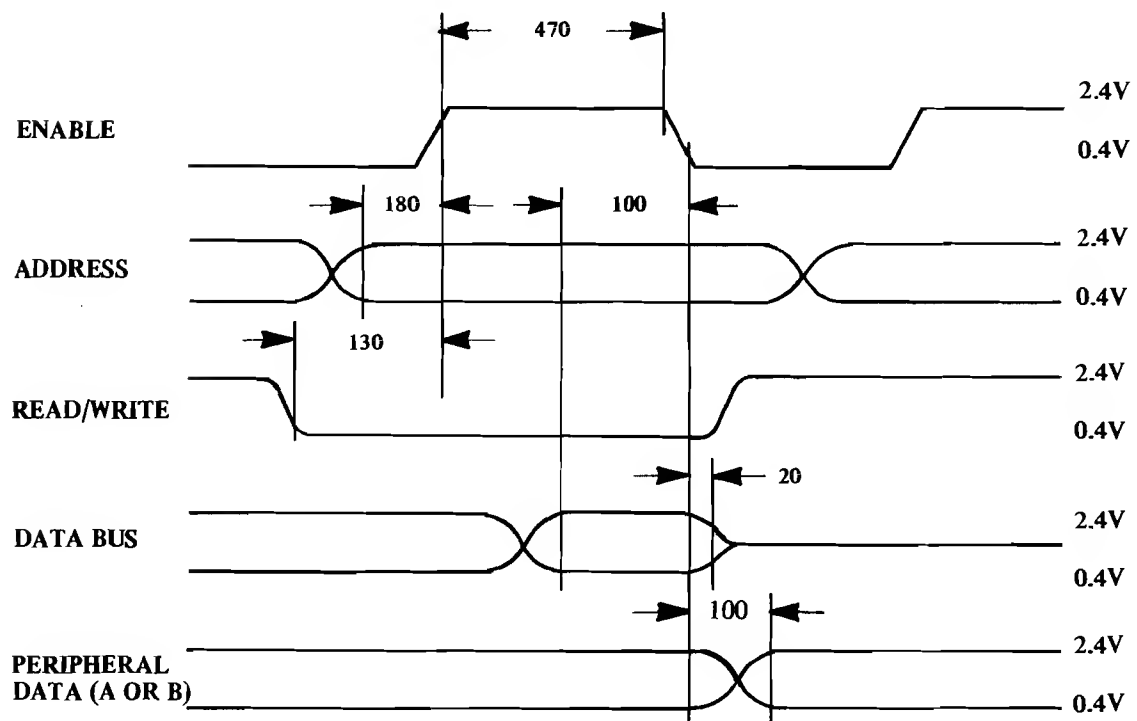 470
2.4V
ENABLE
0.4V
180
100
2.4V
ADDRESS
0.4V
130
2.4V
READ/WRITE
0.4V
20
2.4V
DATA BUS
0.4V
100
2.4V
PERIPHERAL
DATA (A OR B)
0.4V